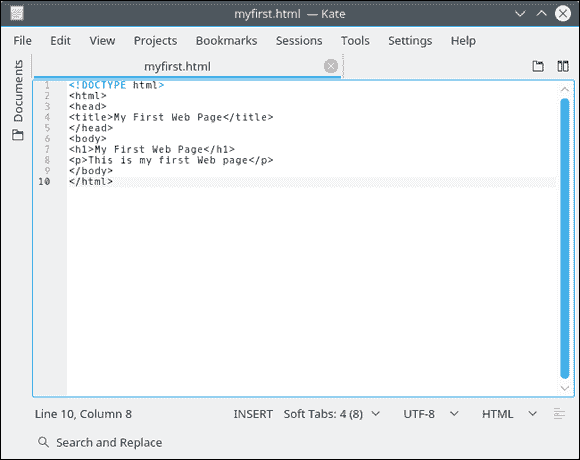 myfirst.html — Kate
File Edit View Projects Bookmarks Sessions Tools Settings Help
Documents
myfirst.html
1 <!DOCTYPE html>
2 <html>
3 <head>
4 <title>My First Web Page</title>
5 </head>
6 <body>
7 <h1>My First Web Page</h1>
8 <p>This is my first Web page</p>
9 </body>
10 </html>
Line 10, Column 8 INSERT Soft Tabs: 4 (8) UTF-8 HTML
Search and Replace